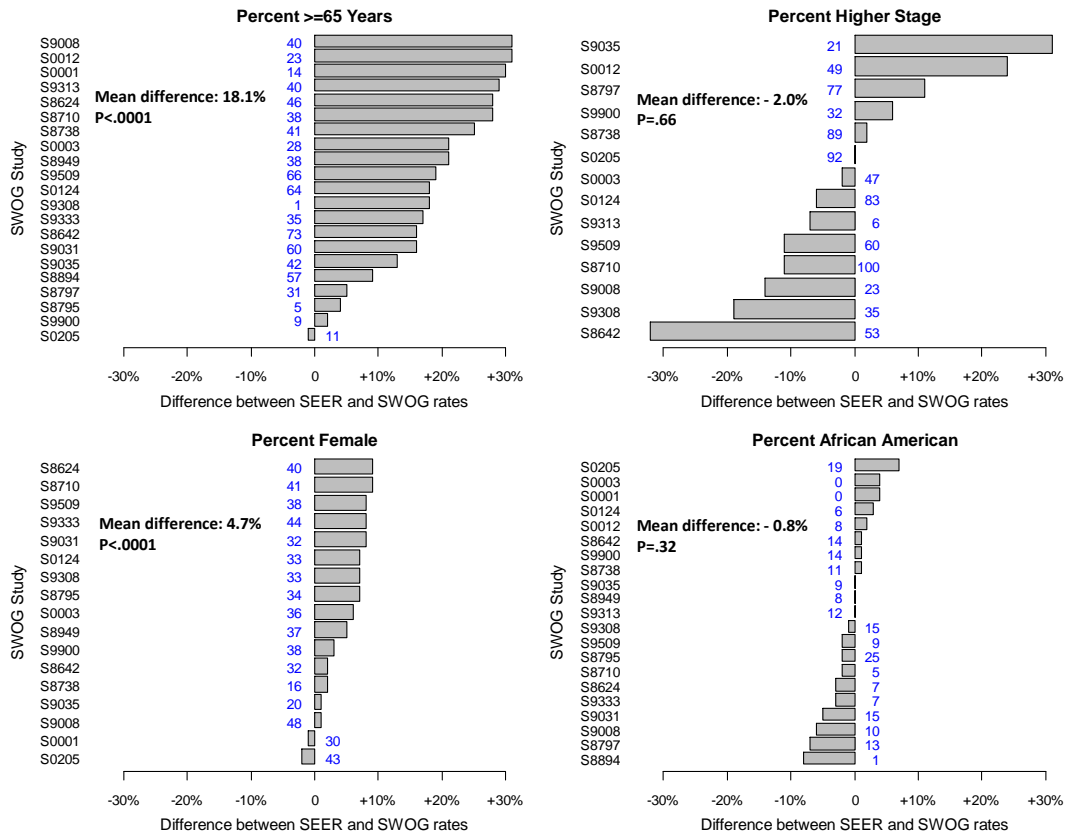 Percent >=65 Years
SWOG Study
S9008 40
S0012 23
S0001 14
S9313 40
S8624 46
S8710 38
S8738 41
S0003 28
S8949 38
S9509 66
S0124 64
S9308 1
S9333 35
S8642 73
S9031 60
S9035 42
S8894 57
S8797 31
S8795 5
S9900 9
S0205 11
Mean difference: 18.1%
P<.0001
-30% -20% -10% 0 +10% +20% +30%
Difference between SEER and SWOG rates
Percent Higher Stage
SWOG Study
S9035 21
S0012 49
S8797 77
S9900 32
S8738 89
S0205 92
S0003 47
S0124 83
S9313 6
S9509 60
S8710 100
S9008 23
S9308 35
S8642 53
Mean difference: - 2.0%
P=.66
-30% -20% -10% 0 +10% +20% +30%
Difference between SEER and SWOG rates
Percent Female
SWOG Study
S8624 40
S8710 41
S9509 38
S9333 44
S9031 32
S0124 33
S9308 33
S8795 34
S0003 36
S8949 37
S9900 38
S8642 32
S8738 16
S9035 20
S9008 48
S0001 30
S0205 43
Mean difference: 4.7%
P<.0001
-30% -20% -10% 0 +10% +20% +30%
Difference between SEER and SWOG rates
Percent African American
SWOG Study
S0205 19
S0003 0
S0001 0
S0124 6
S0012 8
S8642 14
S9900 14
S8738 11
S9035 9
S8949 8
S9313 12
S9308 15
S9509 9
S8795 25
S8710 5
S8624 7
S9333 7
S9031 15
S9008 10
S8797 13
S8894 1
Mean difference: - 0.8%
P=.32
-30% -20% -10% 0 +10% +20% +30%
Difference between SEER and SWOG rates